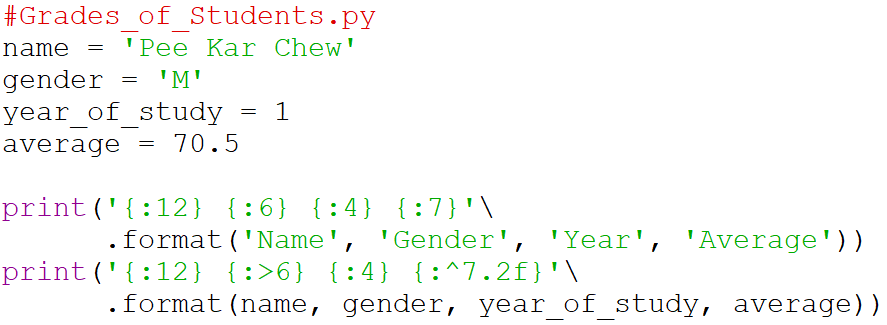 #Grades_of_Students.py
name = 'Pee Kar Chew'
gender = 'M'
year_of_study = 1
average = 70.5

print('{:12} {:6} {:4} {:7}'\
      .format('Name', 'Gender', 'Year', 'Average'))
print('{:12} {:>6} {:4} {:^7.2f}'\
      .format(name, gender, year_of_study, average))